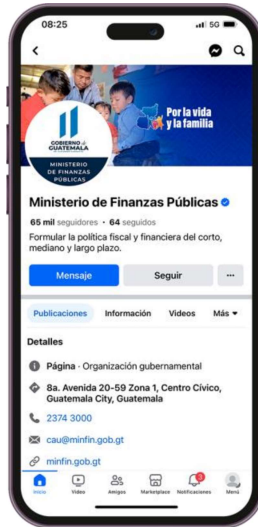 08:25
5G
Por la vida
y la familia
GOBIERNO de
GUATEMALA
MINISTERIO
DE FINANZAS
PÚBLICAS
Ministerio de Finanzas Públicas
65 mil seguidores • 64 seguidos
Formular la política fiscal y financiera del corto,
mediano y largo plazo.
Mensaje
Seguir
...
Publicaciones
Información
Videos
Más
Detalles
Página · Organización gubernamental
8a. Avenida 20-59 Zona 1, Centro Cívico,
Guatemala City, Guatemala
2374 3000
cau@minfin.gob.gt
minfin.gob.gt
3
Inicio
Video
Amigos
Marketplace
Notificaciones
Menú